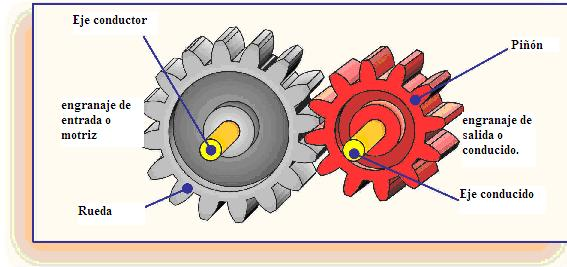 Eje conductor
Piñón
engranaje de
entrada o
motriz
engranaje de
salida o
conducido.
Rueda
Eje conducido